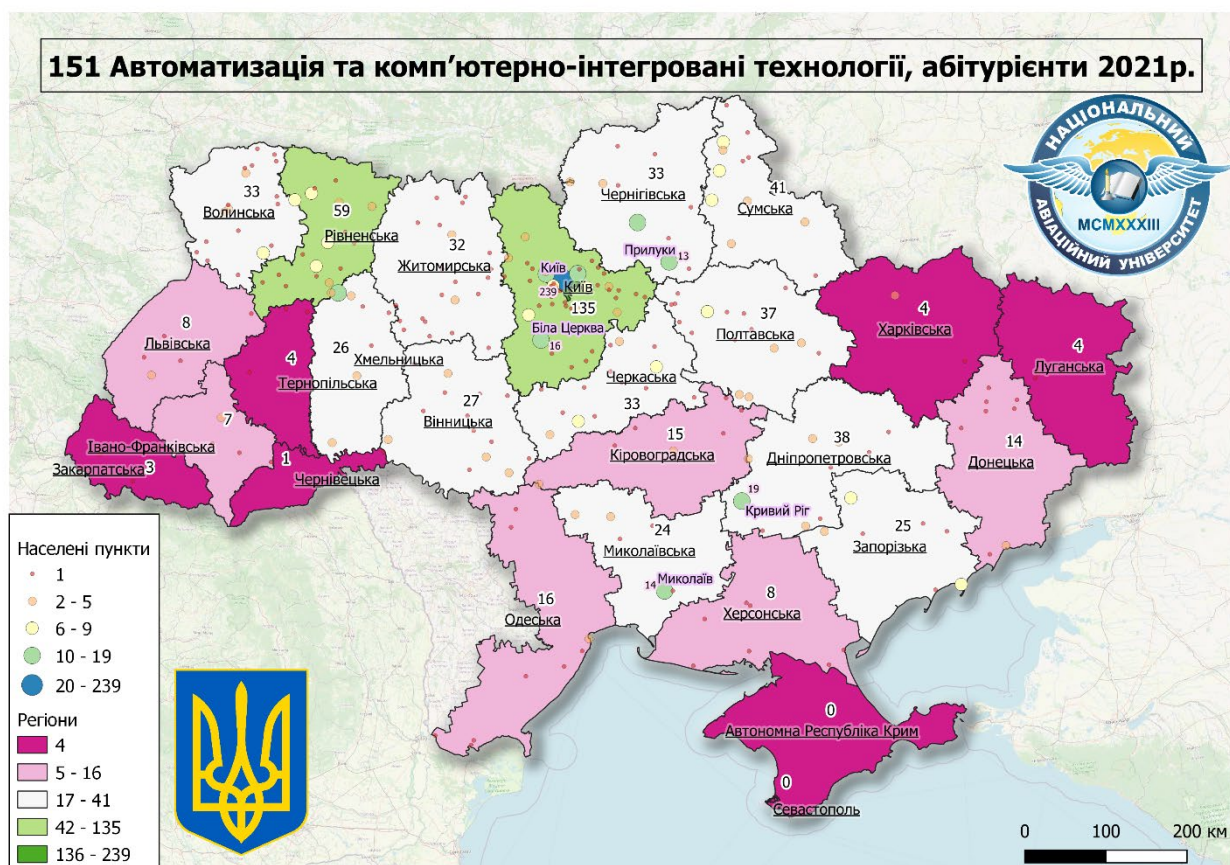 151 Автоматизація та комп’ютерно-інтегровані технології, абітурієнти 2021р.
НАЦІОНАЛЬНИЙ
MCMXXXIII
АВІАЦІЙНИЙ УНІВЕРСИТЕТ
33
Волинська
59
Рівненська
32
Житомирська
33
Чернігівська
41
Сумська
Прилуки 13
Київ
239
Київ
135
Біла Церква
16
37
Полтавська
4
Харківська
4
Луганська
8
Львівська
4
Тернопільська
26
Хмельницька
27
Вінницька
Черкаська
33
7
Івано-Франківська
Закарпатська 3
1
Чернівецька
15
Кіровоградська
38
Дніпропетровська
14
Донецька
19
Кривий Ріг
24
Миколаївська
14 Миколаїв
25
Запорізька
16
Одеська
8
Херсонська
0
Автономна Республіка Крим
0
Севастополь
Населені пункти
1
2 - 5
6 - 9
10 - 19
20 - 239
Регіони
4
5 - 16
17 - 41
42 - 135
136 - 239
0 100 200 км